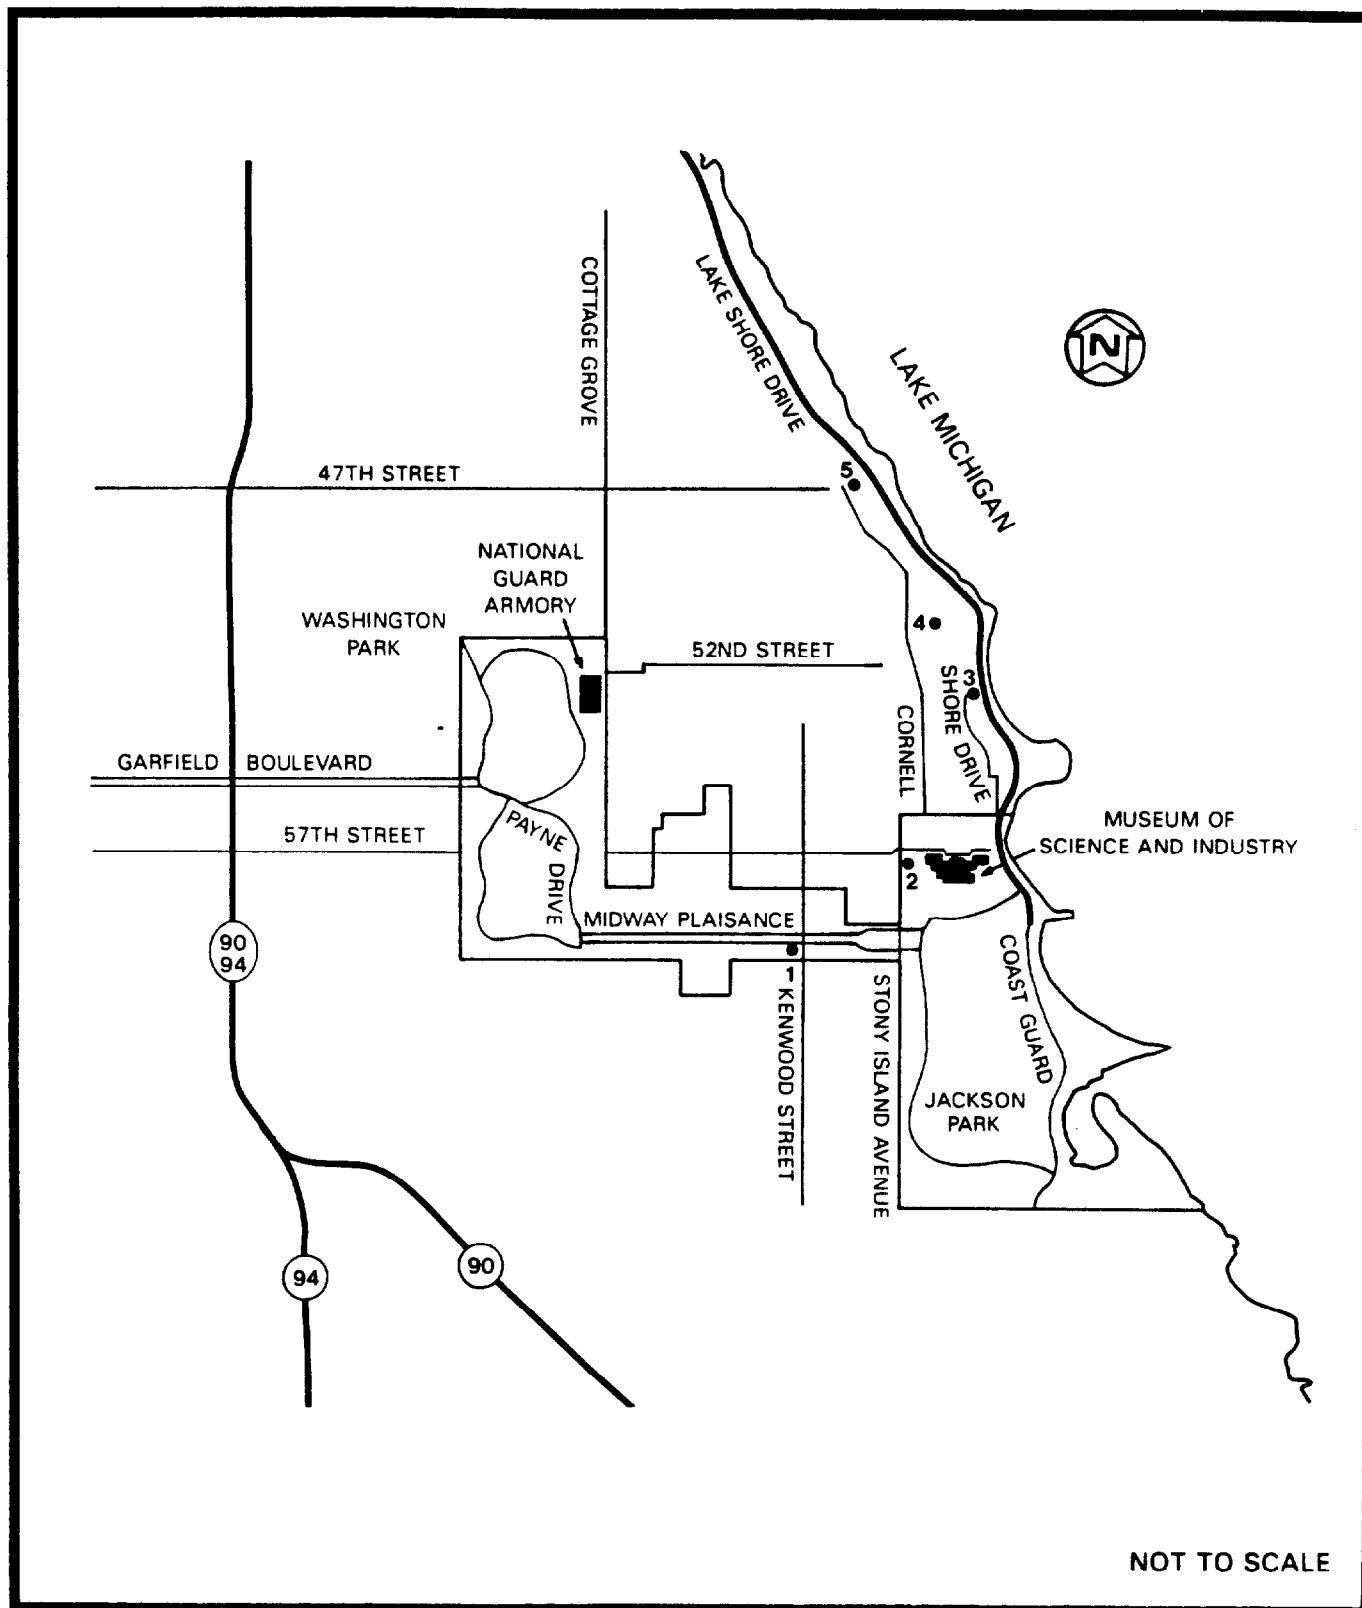 COTTAGE GROVE
LAKE SHORE DRIVE
N
LAKE MICHIGAN
47TH STREET
5
NATIONAL
GUARD
ARMORY
WASHINGTON
PARK
4
52ND STREET
3
SHORE DRIVE
CORNELL
GARFIELD BOULEVARD
57TH STREET
PAYNE DRIVE
MUSEUM OF
SCIENCE AND INDUSTRY
2
MIDWAY PLAISANCE
90
94
1
KENWOOD STREET
STONY ISLAND AVENUE
COAST GUARD
JACKSON
PARK
94
90
NOT TO SCALE